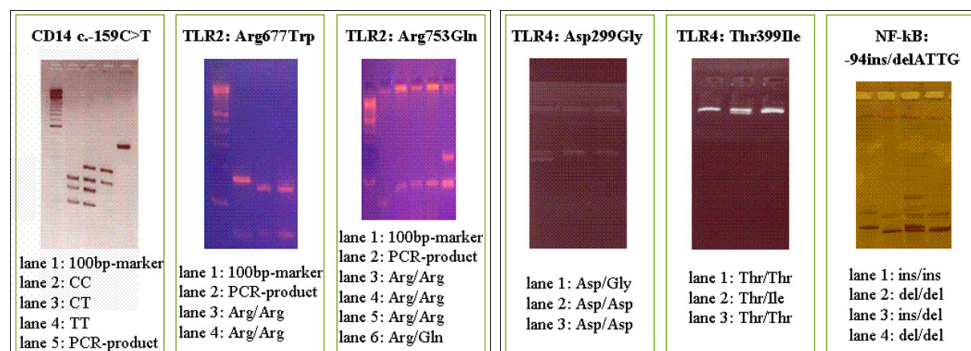 CD14 c.-159C>T
lane 1: 100bp-marker
lane 2: CC
lane 3: CT
lane 4: TT
lane 5: PCR-product
TLR2: Arg677Trp
lane 1: 100bp-marker
lane 2: PCR-product
lane 3: Arg/Arg
lane 4: Arg/Arg
TLR2: Arg753Gln
lane 1: 100bp-marker
lane 2: PCR-product
lane 3: Arg/Arg
lane 4: Arg/Arg
lane 5: Arg/Arg
lane 6: Arg/Gln
TLR4: Asp299Gly
lane 1: Asp/Gly
lane 2: Asp/Asp
lane 3: Asp/Asp
TLR4: Thr399Ile
lane 1: Thr/Thr
lane 2: Thr/Ile
lane 3: Thr/Thr
NF-kB:
-94ins/delATTG
lane 1: ins/ins
lane 2: del/del
lane 3: ins/del
lane 4: del/del